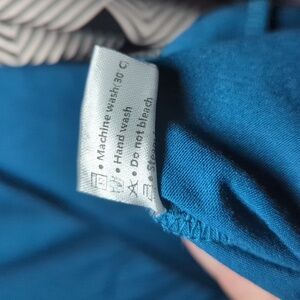 • Machine wash(30°C)
• Hand wash
• Do not bleach
•